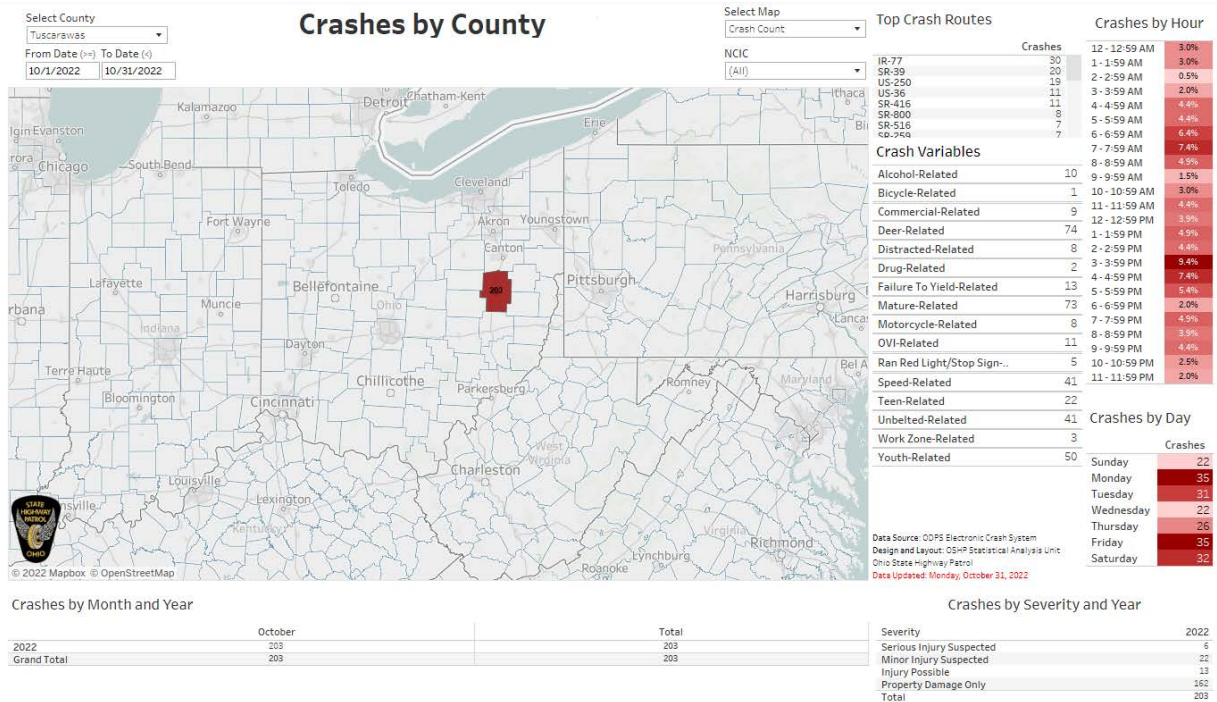 Crashes by County
Select County
Tuscarawas
From Date (>=) To Date (<)
10/1/2022 10/31/2022
Select Map
Crash Count
NCIC
(All)
Kalamazoo
Detroit
Chatham-Kent
Ithaca
Erie
lgin Evanston
rora
Chicago
South Bend
Toledo
Cleveland
Fort Wayne
Akron Youngstown
Canton
Pennsylvania
Lafayette
Bellefontaine
203
Pittsburgh
Harrisburg
rbana
Muncie
Ohio
Lancas
Indiana
Dayton
Terre Haute
Chillicothe
Parkersburg
Romney
Maryland
Bel A
Bloomington
Cincinnati
West
Virginia
Charleston
Louisville
nsville
Lexington
Kentucky
Virginia
Richmond
Lynchburg
Roanoke
STATE
HIGHWAY
PATROL
OHIO
© 2022 Mapbox © OpenStreetMap
Top Crash Routes
Crashes
IR-77 30
SR-39 20
US-250 19
US-36 11
SR-416 11
SR-800 8
SR-516 7
SR-259 7
Crash Variables
Alcohol-Related 10
Bicycle-Related 1
Commercial-Related 9
Deer-Related 74
Distracted-Related 8
Drug-Related 2
Failure To Yield-Related 13
Mature-Related 73
Motorcycle-Related 8
OVI-Related 11
Ran Red Light/Stop Sign-.. 5
Speed-Related 41
Teen-Related 22
Unbelted-Related 41
Work Zone-Related 3
Youth-Related 50
Data Source: ODPS Electronic Crash System
Design and Layout: OSHP Statistical Analysis Unit
Ohio State Highway Patrol
Data Updated: Monday, October 31, 2022
Crashes by Hour
12 - 12:59 AM 3.0%
1 - 1:59 AM 3.0%
2 - 2:59 AM 0.5%
3 - 3:59 AM 2.0%
4 - 4:59 AM 4.4%
5 - 5:59 AM 4.4%
6 - 6:59 AM 6.4%
7 - 7:59 AM 7.4%
8 - 8:59 AM 4.9%
9 - 9:59 AM 1.5%
10 - 10:59 AM 3.0%
11 - 11:59 AM 4.4%
12 - 12:59 PM 3.9%
1 - 1:59 PM 4.9%
2 - 2:59 PM 4.4%
3 - 3:59 PM 9.4%
4 - 4:59 PM 7.4%
5 - 5:59 PM 5.4%
6 - 6:59 PM 2.0%
7 - 7:59 PM 4.9%
8 - 8:59 PM 3.9%
9 - 9:59 PM 4.4%
10 - 10:59 PM 2.5%
11 - 11:59 PM 2.0%
Crashes by Day
Crashes
Sunday 22
Monday 35
Tuesday 31
Wednesday 22
Thursday 26
Friday 35
Saturday 32
Crashes by Month and Year
October Total
2022 203 203
Grand Total 203 203
Crashes by Severity and Year
Severity 2022
Serious Injury Suspected 6
Minor Injury Suspected 22
Injury Possible 13
Property Damage Only 162
Total 203